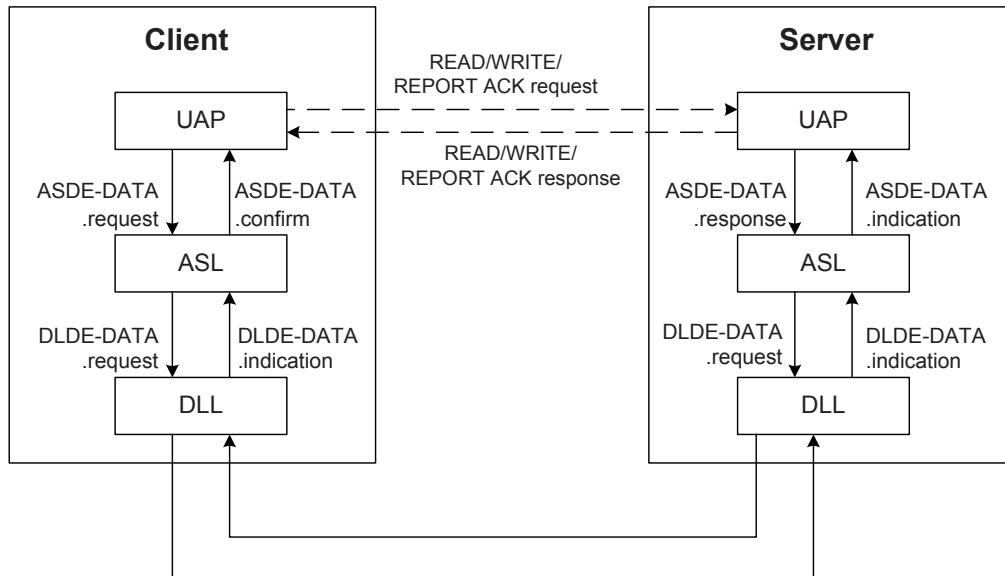 Client
Server
READ/WRITE/
REPORT ACK request
UAP
UAP
READ/WRITE/
REPORT ACK response
ASDE-DATA
.request
ASDE-DATA
.confirm
ASDE-DATA
.response
ASDE-DATA
.indication
ASL
ASL
DLDE-DATA
.request
DLDE-DATA
.indication
DLDE-DATA
.request
DLDE-DATA
.indication
DLL
DLL